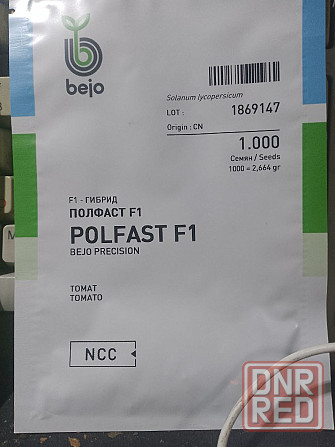 bejo
Solanum lycopersicum
LOT : 1869147
Origin : CN
1.000
Семян / Seeds
1000 = 2,664 gr
F1 - ГИБРИД
ПОЛФАСТ F1
POLFAST F1
BEJO PRECISION
ТОМАТ
TOMATO
NCC
DNR
RED